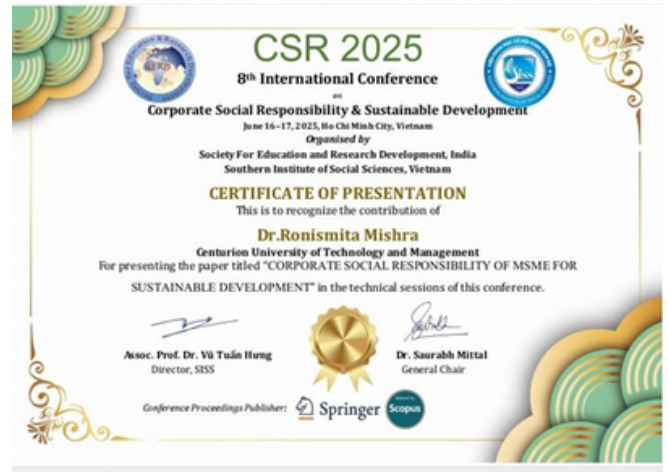 CSR 2025
8th International Conference
on
Corporate Social Responsibility & Sustainable Development
June 16–17, 2025, Ho Chi Minh City, Vietnam
Organised by
Society For Education and Research Development, India
Southern Institute of Social Sciences, Vietnam
CERTIFICATE OF PRESENTATION
This is to recognize the contribution of
Dr.Ronismita Mishra
Centurion University of Technology and Management
For presenting the paper titled "CORPORATE SOCIAL RESPONSIBILITY OF MSME FOR
SUSTAINABLE DEVELOPMENT" in the technical sessions of this conference.
Assoc. Prof. Dr. Vũ Tuấn Hưng
Director, SISS
Dr. Saurabh Mittal
General Chair
Conference Proceedings Publisher:
Springer
Scopus